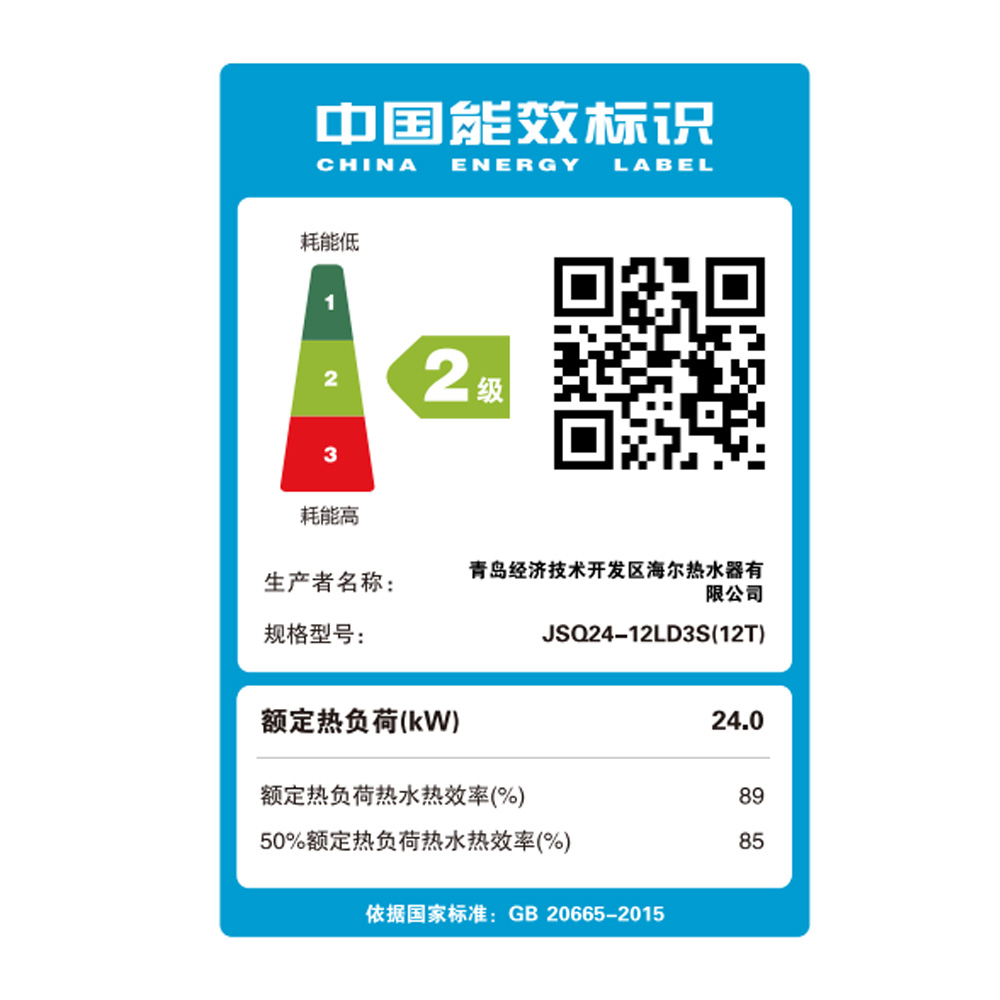 中国能效标识
CHINA ENERGY LABEL
耗能低
1
2
3
2级
耗能高
生产者名称：
青岛经济技术开发区海尔热水器有
限公司
规格型号：
JSQ24-12LD3S(12T)
额定热负荷(kW)
24.0
额定热负荷热水热效率(%)
89
50%额定热负荷热水热效率(%)
85
依据国家标准：GB 20665-2015